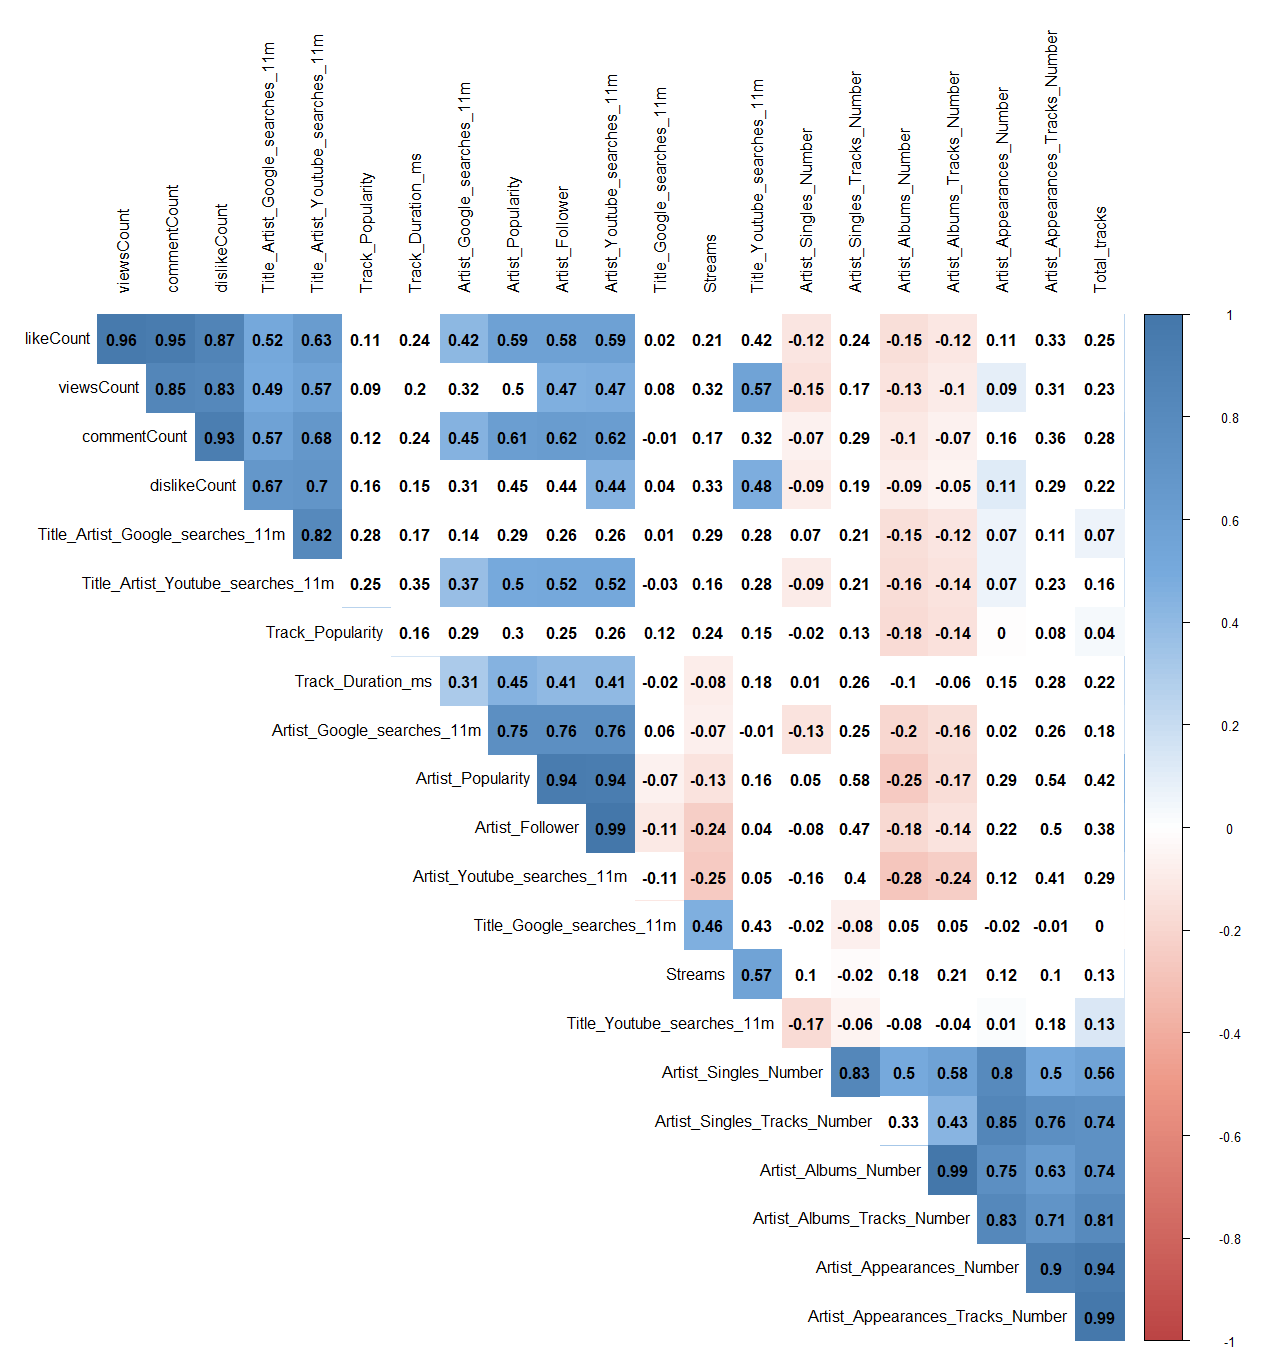 viewsCount
commentCount
dislikeCount
Title_Artist_Google_searches_11m
Title_Artist_Youtube_searches_11m
Track_Popularity
Track_Duration_ms
Artist_Google_searches_11m
Artist_Popularity
Artist_Follower
Artist_Youtube_searches_11m
Title_Google_searches_11m
Streams
Title_Youtube_searches_11m
Artist_Singles_Number
Artist_Singles_Tracks_Number
Artist_Albums_Number
Artist_Albums_Tracks_Number
Artist_Appearances_Number
Artist_Appearances_Tracks_Number
Total_tracks
likeCount 0.96 0.95 0.87 0.52 0.63 0.11 0.24 0.42 0.59 0.58 0.59 0.02 0.21 0.42 -0.12 0.24 -0.15 -0.12 0.11 0.33 0.25
viewsCount 0.85 0.83 0.49 0.57 0.09 0.2 0.32 0.5 0.47 0.47 0.08 0.32 0.57 -0.15 0.17 -0.13 -0.1 0.09 0.31 0.23
commentCount 0.93 0.57 0.68 0.12 0.24 0.45 0.61 0.62 0.62 -0.01 0.17 0.32 -0.07 0.29 -0.1 -0.07 0.16 0.36 0.28
dislikeCount 0.67 0.7 0.16 0.15 0.31 0.45 0.44 0.44 0.04 0.33 0.48 -0.09 0.19 -0.09 -0.05 0.11 0.29 0.22
Title_Artist_Google_searches_11m 0.82 0.28 0.17 0.14 0.29 0.26 0.26 0.01 0.29 0.28 0.07 0.21 -0.15 -0.12 0.07 0.11 0.07
Title_Artist_Youtube_searches_11m 0.25 0.35 0.37 0.5 0.52 0.52 -0.03 0.16 0.28 -0.09 0.21 -0.16 -0.14 0.07 0.23 0.16
Track_Popularity 0.16 0.29 0.3 0.25 0.26 0.12 0.24 0.15 -0.02 0.13 -0.18 -0.14 0 0.08 0.04
Track_Duration_ms 0.31 0.45 0.41 0.41 -0.02 -0.08 0.18 0.01 0.26 -0.1 -0.06 0.15 0.28 0.22
Artist_Google_searches_11m 0.75 0.76 0.76 0.06 -0.07 -0.01 -0.13 0.25 -0.2 -0.16 0.02 0.26 0.18
Artist_Popularity 0.94 0.94 -0.07 -0.13 0.16 0.05 0.58 -0.25 -0.17 0.29 0.54 0.42
Artist_Follower 0.99 -0.11 -0.24 0.04 -0.08 0.47 -0.18 -0.14 0.22 0.5 0.38
Artist_Youtube_searches_11m -0.11 -0.25 0.05 -0.16 0.4 -0.28 -0.24 0.12 0.41 0.29
Title_Google_searches_11m 0.46 0.43 -0.02 -0.08 0.05 0.05 -0.02 -0.01 0
Streams 0.57 0.1 -0.02 0.18 0.21 0.12 0.1 0.13
Title_Youtube_searches_11m -0.17 -0.06 -0.08 -0.04 0.01 0.18 0.13
Artist_Singles_Number 0.83 0.5 0.58 0.8 0.5 0.56
Artist_Singles_Tracks_Number 0.33 0.43 0.85 0.76 0.74
Artist_Albums_Number 0.99 0.75 0.63 0.74
Artist_Albums_Tracks_Number 0.83 0.71 0.81
Artist_Appearances_Number 0.9 0.94
Artist_Appearances_Tracks_Number 0.99
1
0.8
0.6
0.4
0.2
0
-0.2
-0.4
-0.6
-0.8
-1